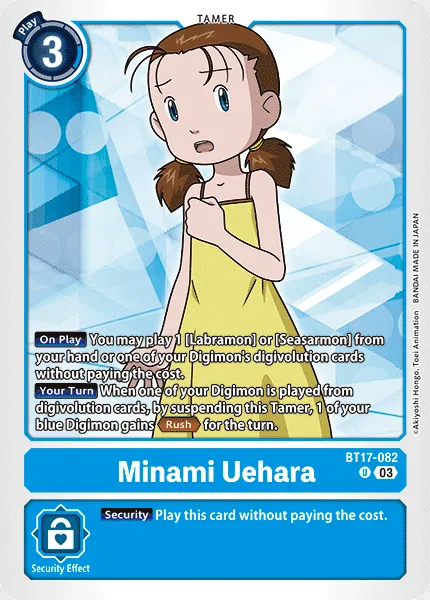 TAMER
Play
3
On Play You may play 1 [Labramon] or [Seasarmon] from
your hand or one of your Digimon's digivolution cards
without paying the cost.
Your Turn When one of your Digimon is played from
digivolution cards, by suspending this Tamer, 1 of your
blue Digimon gains Rush for the turn.
©Akiyoshi Hongo, Toei Animation BANDAI MADE IN JAPAN
BT17-082
Minami Uehara
U 03
Security Play this card without paying the cost.
Security Effect